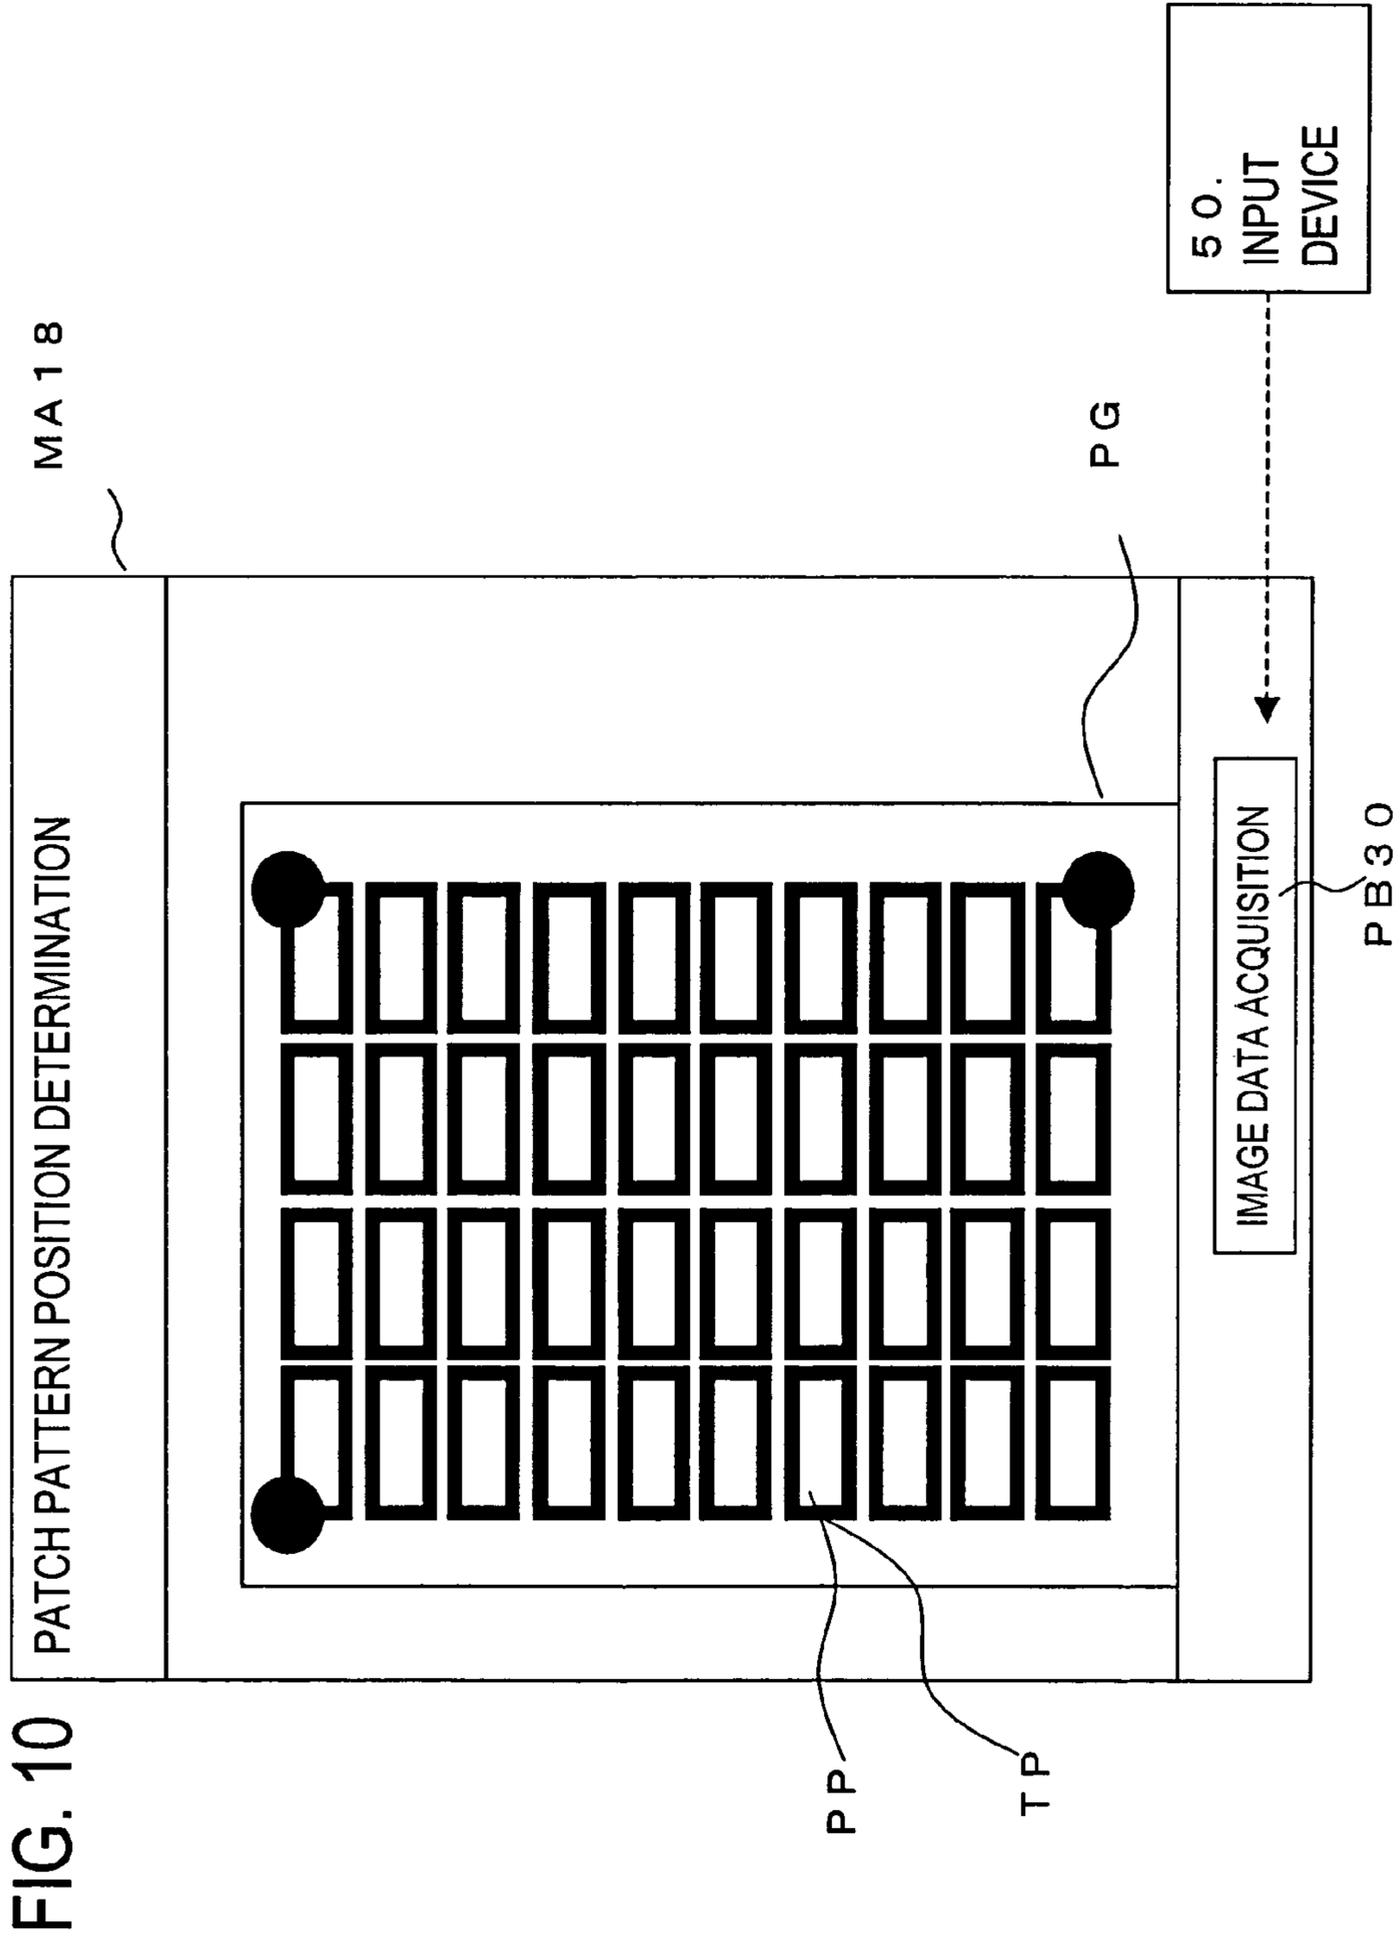 FIG. 10
PATCH PATTERN POSITION DETERMINATION
MA18
PP
TP
PG
IMAGE DATA ACQUISITION
PB30
50.
INPUT
DEVICE